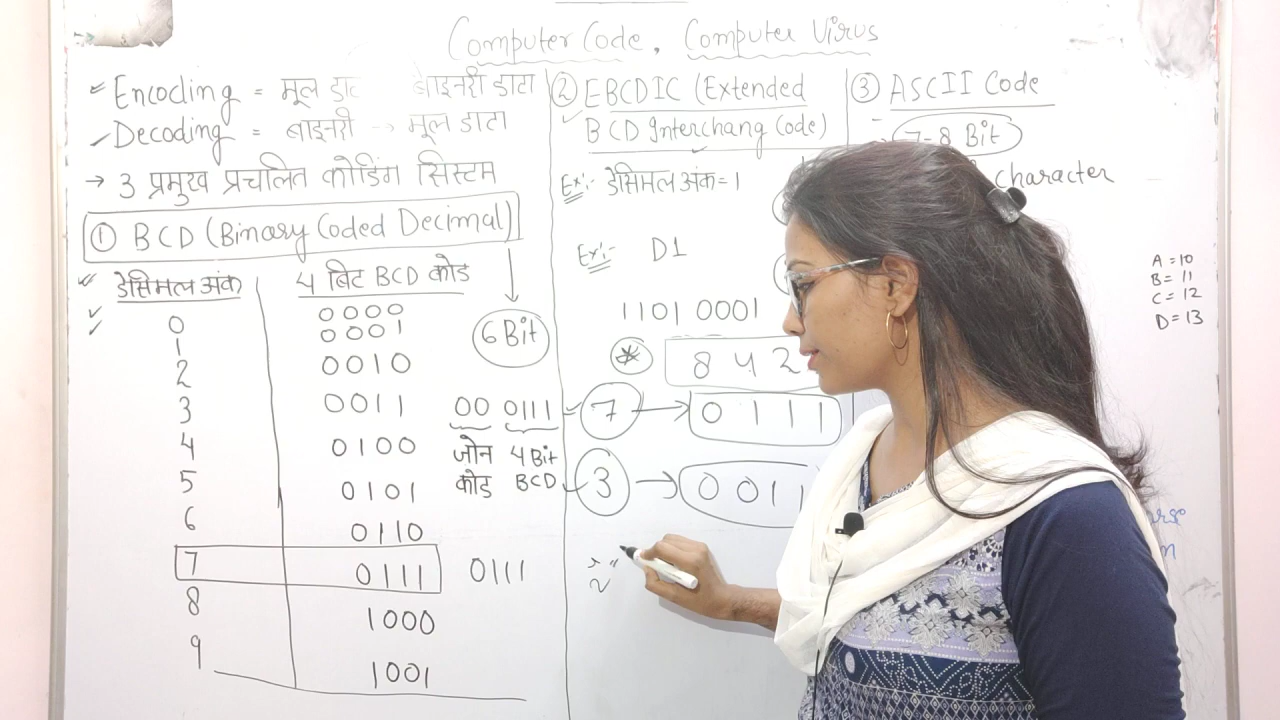 Computer Code, Computer Virus
Encoding = मूल डा बाइनरी डाटा
Decoding = बाइनरी → मूल डाटा
→ 3 प्रमुख प्रचलित कोडिंग सिस्टम
① BCD (Binary Coded Decimal)
डेसिमल अंक 4 बिट BCD कोड
0 0000
1 0001
2 0010
3 0011
4 0100
5 0101
6 0110
7 0111 0111
8 1000
9 1001
6 Bit
00 0111
जोन 4 Bit
कोड BCD
② EBCDIC (Extended
BCD Interchang Code)
Ex:- डेसिमल अंक = 1
Ex:- D1
1101 0001
* 8 4 2
7 → 0 1 1 1
3 → 0 0 1 1
③ ASCII Code
7-8 Bit
character
A = 10
B = 11
C = 12
D = 13